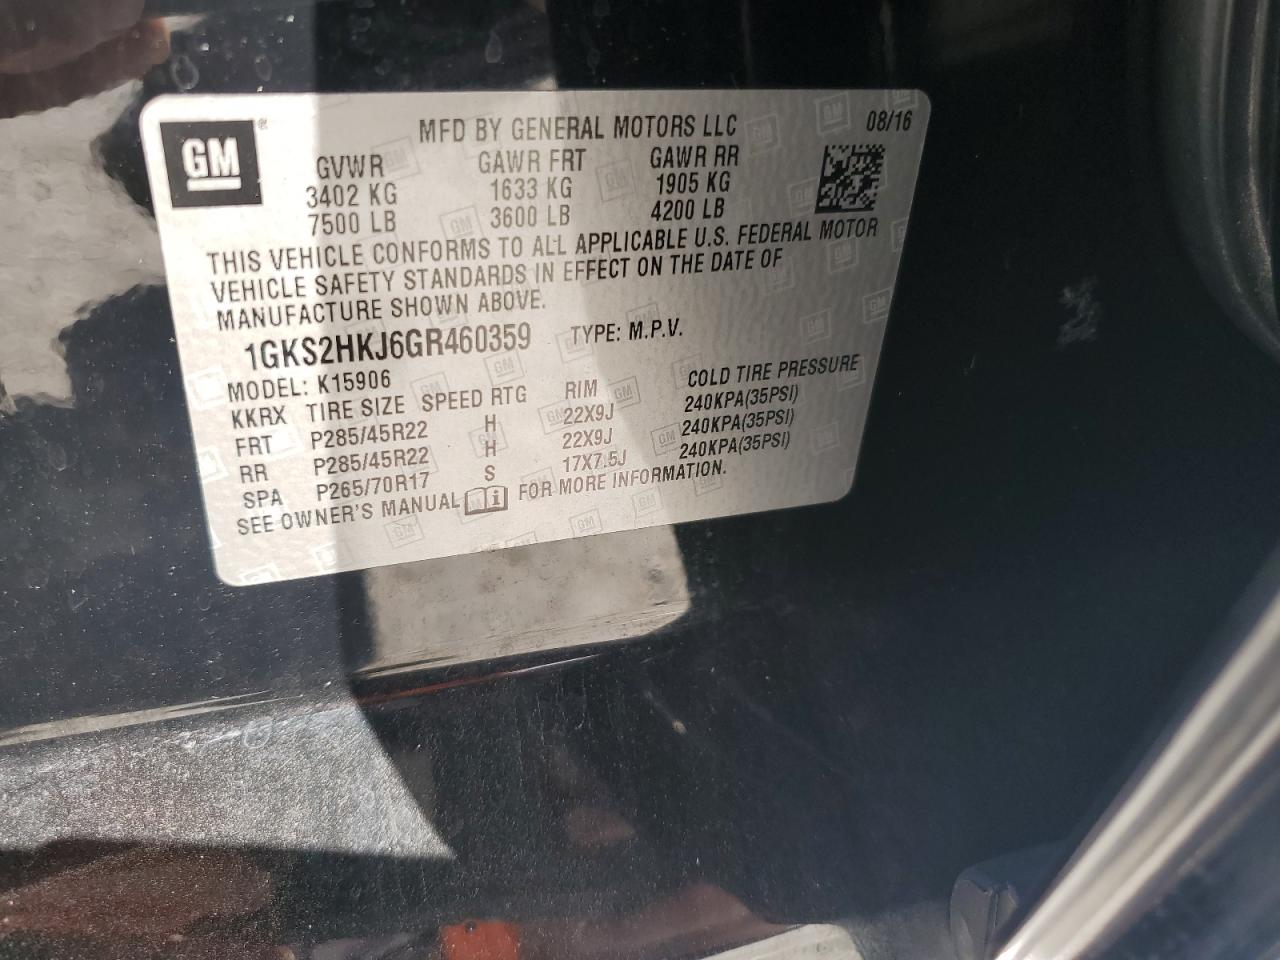 GM®
MFD BY GENERAL MOTORS LLC 08/16
GVWR GAWR FRT GAWR RR
3402 KG 1633 KG 1905 KG
7500 LB 3600 LB 4200 LB
THIS VEHICLE CONFORMS TO ALL APPLICABLE U.S. FEDERAL MOTOR
VEHICLE SAFETY STANDARDS IN EFFECT ON THE DATE OF
MANUFACTURE SHOWN ABOVE.
1GKS2HKJ6GR460359 TYPE: M.P.V.
MODEL: K15906
KKRX TIRE SIZE SPEED RTG RIM COLD TIRE PRESSURE
FRT P285/45R22 H 22X9J 240KPA(35PSI)
RR P285/45R22 H 22X9J 240KPA(35PSI)
SPA P265/70R17 S 17X7.5J 240KPA(35PSI)
SEE OWNER'S MANUAL FOR MORE INFORMATION.